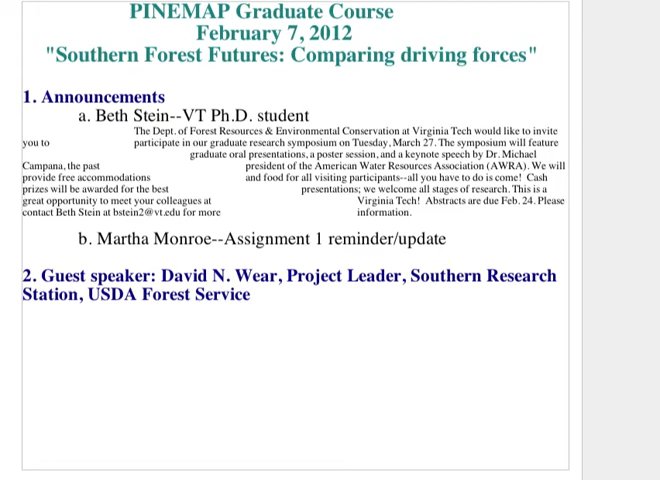 PINEMAP Graduate Course
February 7, 2012
"Southern Forest Futures: Comparing driving forces"
1. Announcements
a. Beth Stein--VT Ph.D. student
The Dept. of Forest Resources & Environmental Conservation at Virginia Tech would like to invite
you to participate in our graduate research symposium on Tuesday, March 27. The symposium will feature
graduate oral presentations, a poster session, and a keynote speech by Dr. Michael
Campana, the past president of the American Water Resources Association (AWRA). We will
provide free accommodations and food for all visiting participants--all you have to do is come! Cash
prizes will be awarded for the best presentations; we welcome all stages of research. This is a
great opportunity to meet your colleagues at Virginia Tech! Abstracts are due Feb. 24. Please
contact Beth Stein at bstein2@vt.edu for more information.
b. Martha Monroe--Assignment 1 reminder/update
2. Guest speaker: David N. Wear, Project Leader, Southern Research
Station, USDA Forest Service